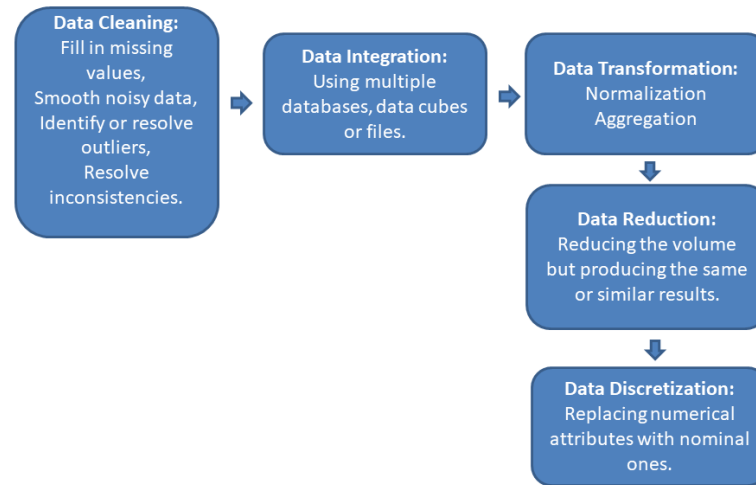 Data Cleaning:
Fill in missing
values,
Smooth noisy data,
Identify or resolve
outliers,
Resolve
inconsistencies.
Data Integration:
Using multiple
databases, data cubes
or files.
Data Transformation:
Normalization
Aggregation
Data Reduction:
Reducing the volume
but producing the same
or similar results.
Data Discretization:
Replacing numerical
attributes with nominal
ones.